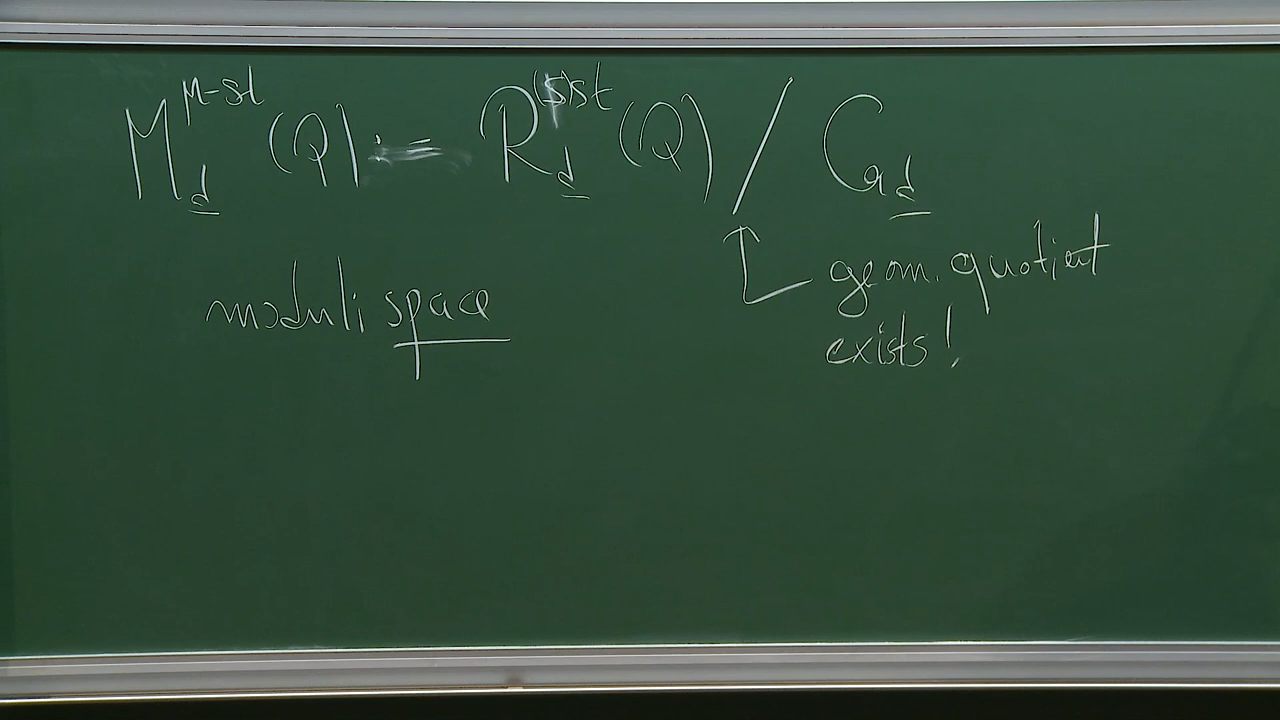 M_d^{μ-st}(Q) := R_d^{(s)st}(Q) / G_d
geom. quotient
moduli space
exists!